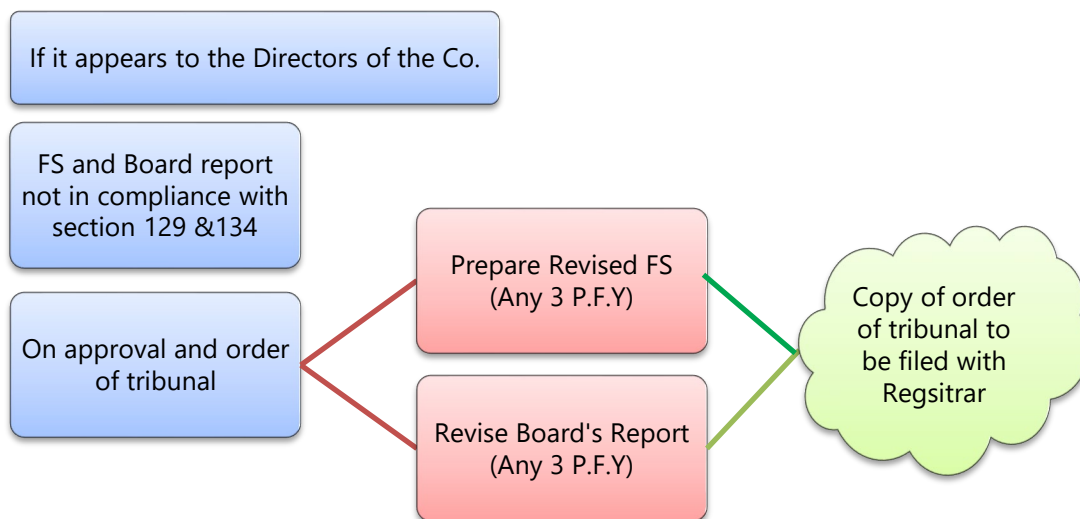 If it appears to the Directors of the Co.
FS and Board report
not in compliance with
section 129 &134
On approval and order
of tribunal
Prepare Revised FS
(Any 3 P.F.Y)
Revise Board's Report
(Any 3 P.F.Y)
Copy of order
of tribunal to
be filed with
Regsitrar